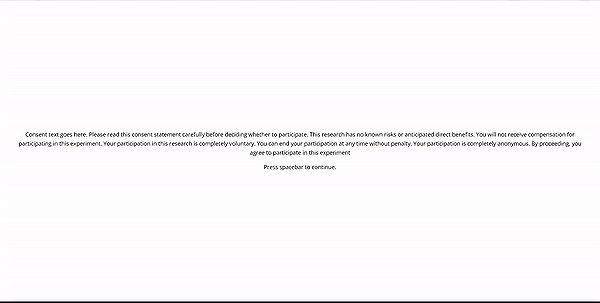 Consent text goes here. Please read this consent statement carefully before deciding whether to participate. This research has no known risks or anticipated direct benefits. You will not receive compensation for
participating in this experiment. Your participation in this research is completely voluntary. You can end your participation at any time without penalty. Your participation is completely anonymous. By proceeding, you
agree to participate in this experiment
Press spacebar to continue.